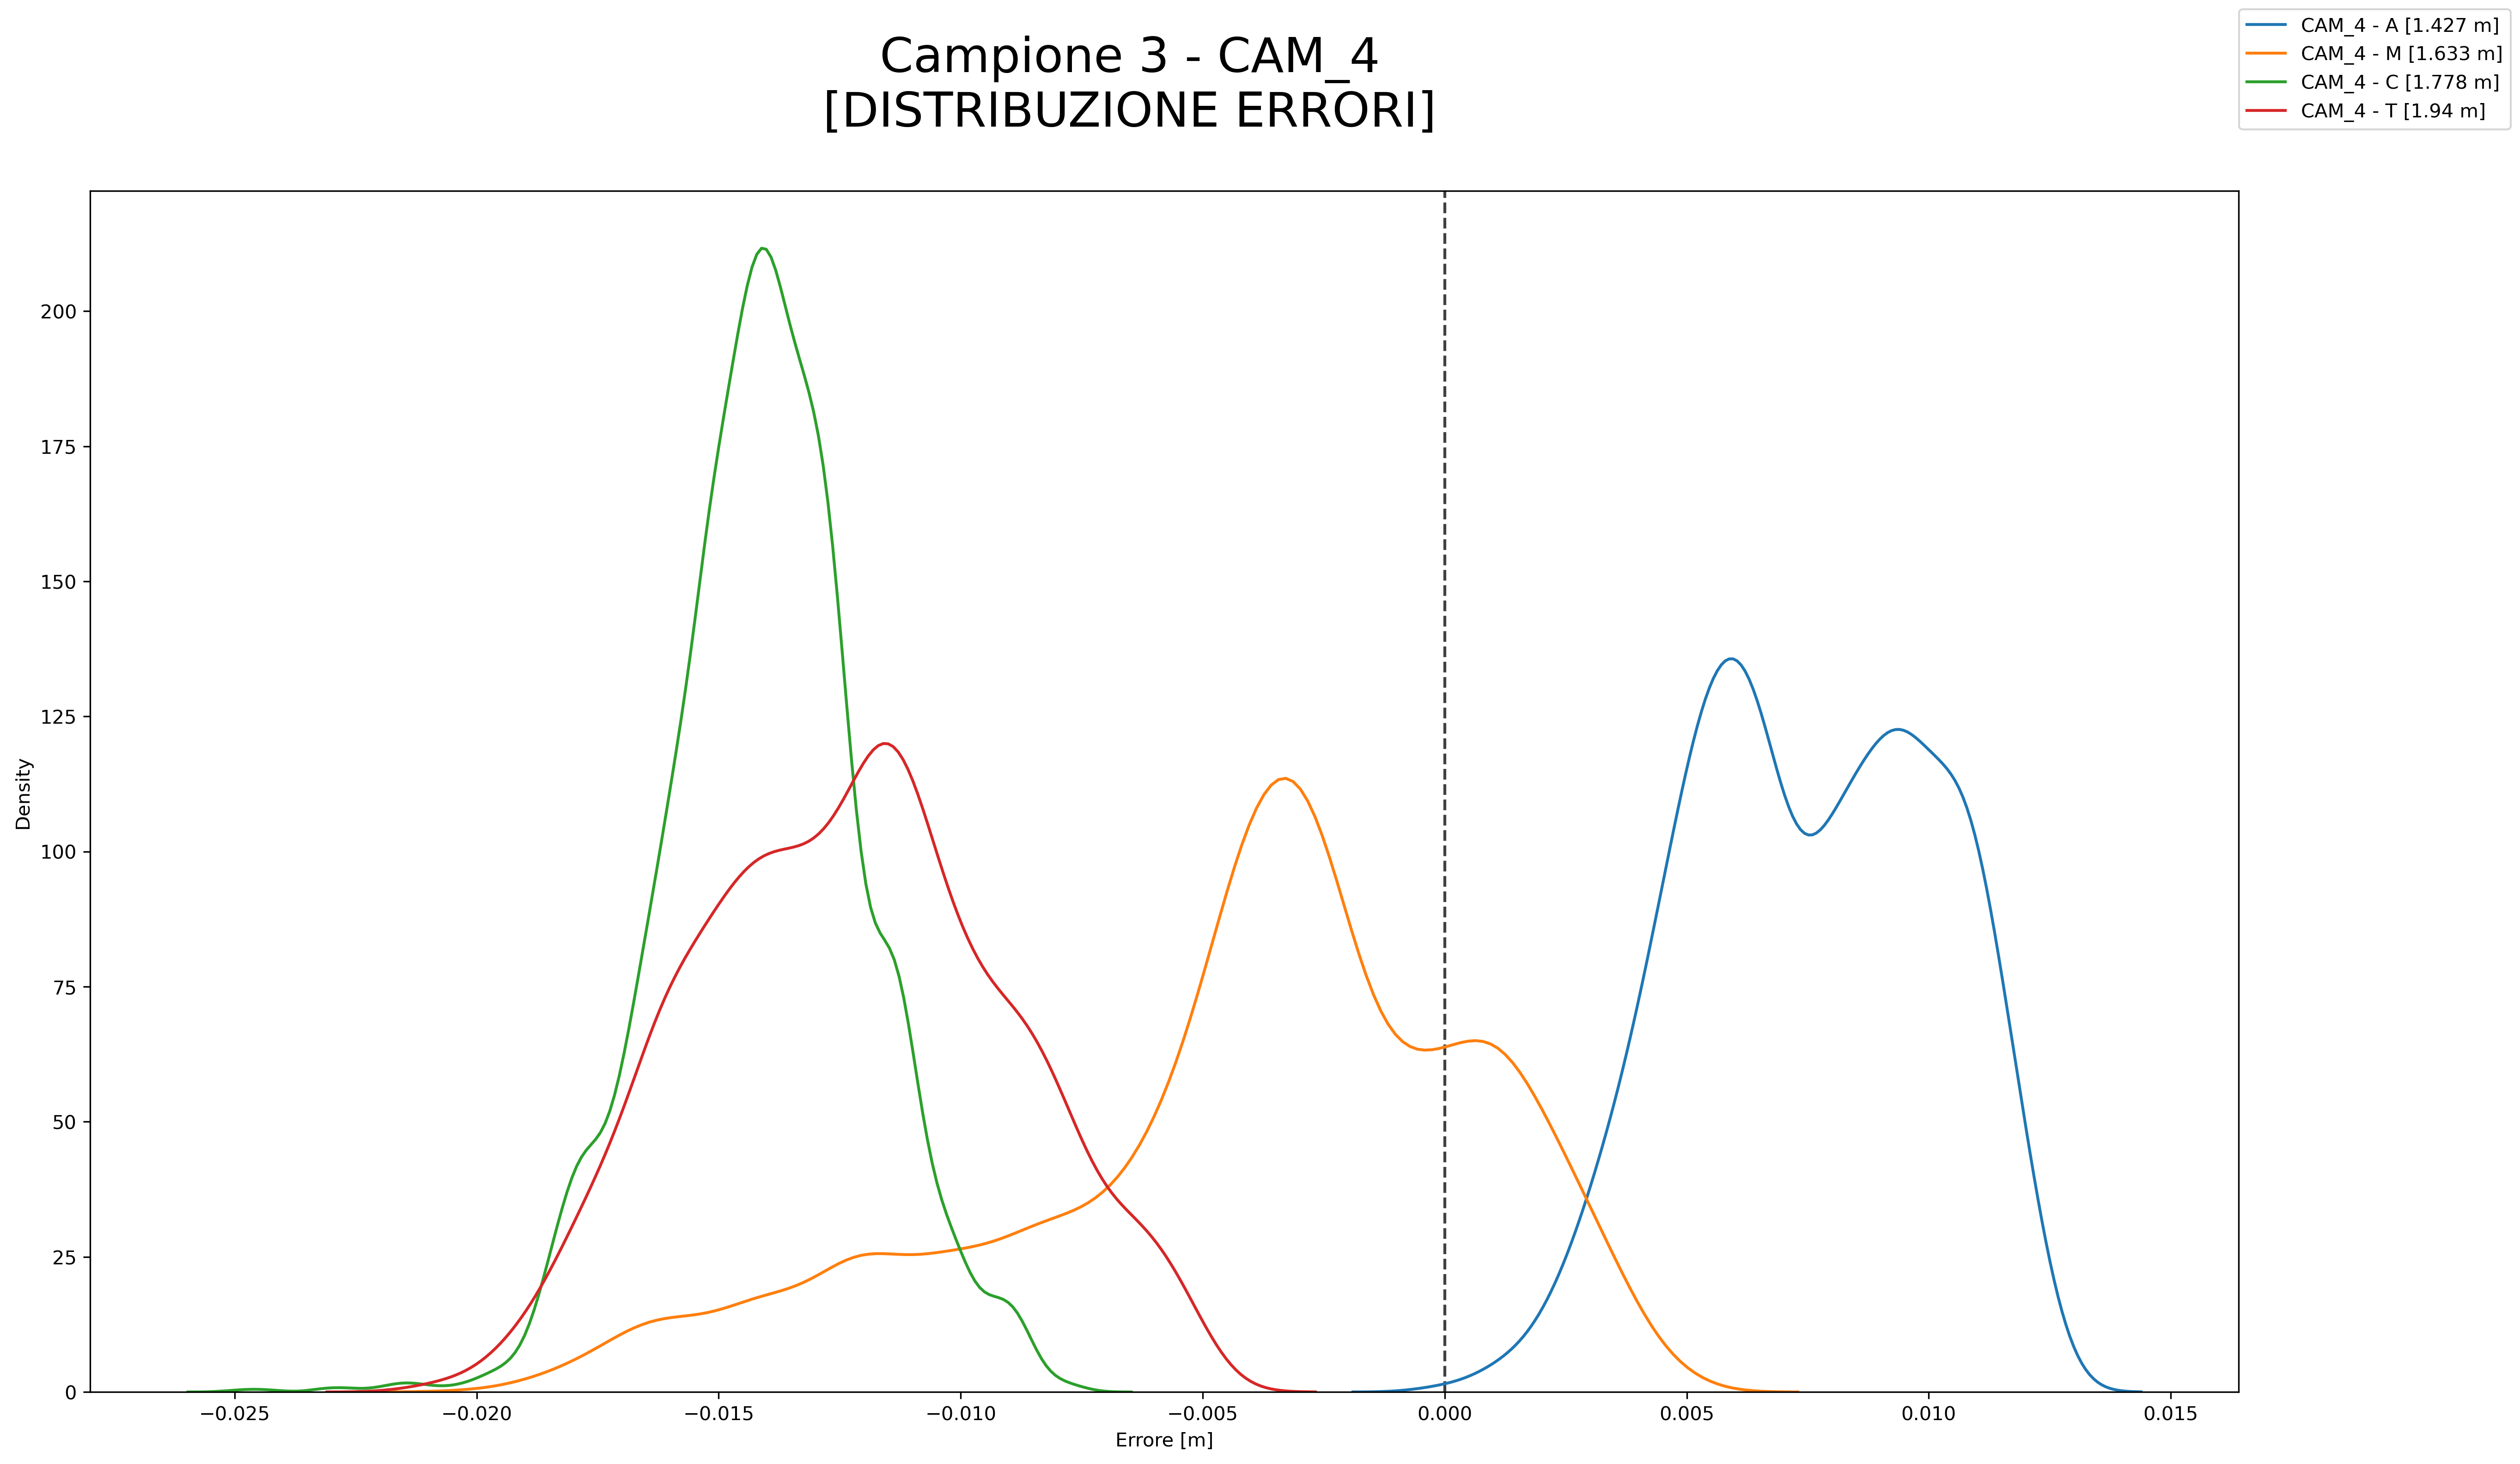 Campione 3 - CAM_4
[DISTRIBUZIONE ERRORI]
CAM_4 - A [1.427 m]
CAM_4 - M [1.633 m]
CAM_4 - C [1.778 m]
CAM_4 - T [1.94 m]
Density
200
175
150
125
100
75
50
25
0
−0.025
−0.020
−0.015
−0.010
−0.005
0.000
0.005
0.010
0.015
Errore [m]